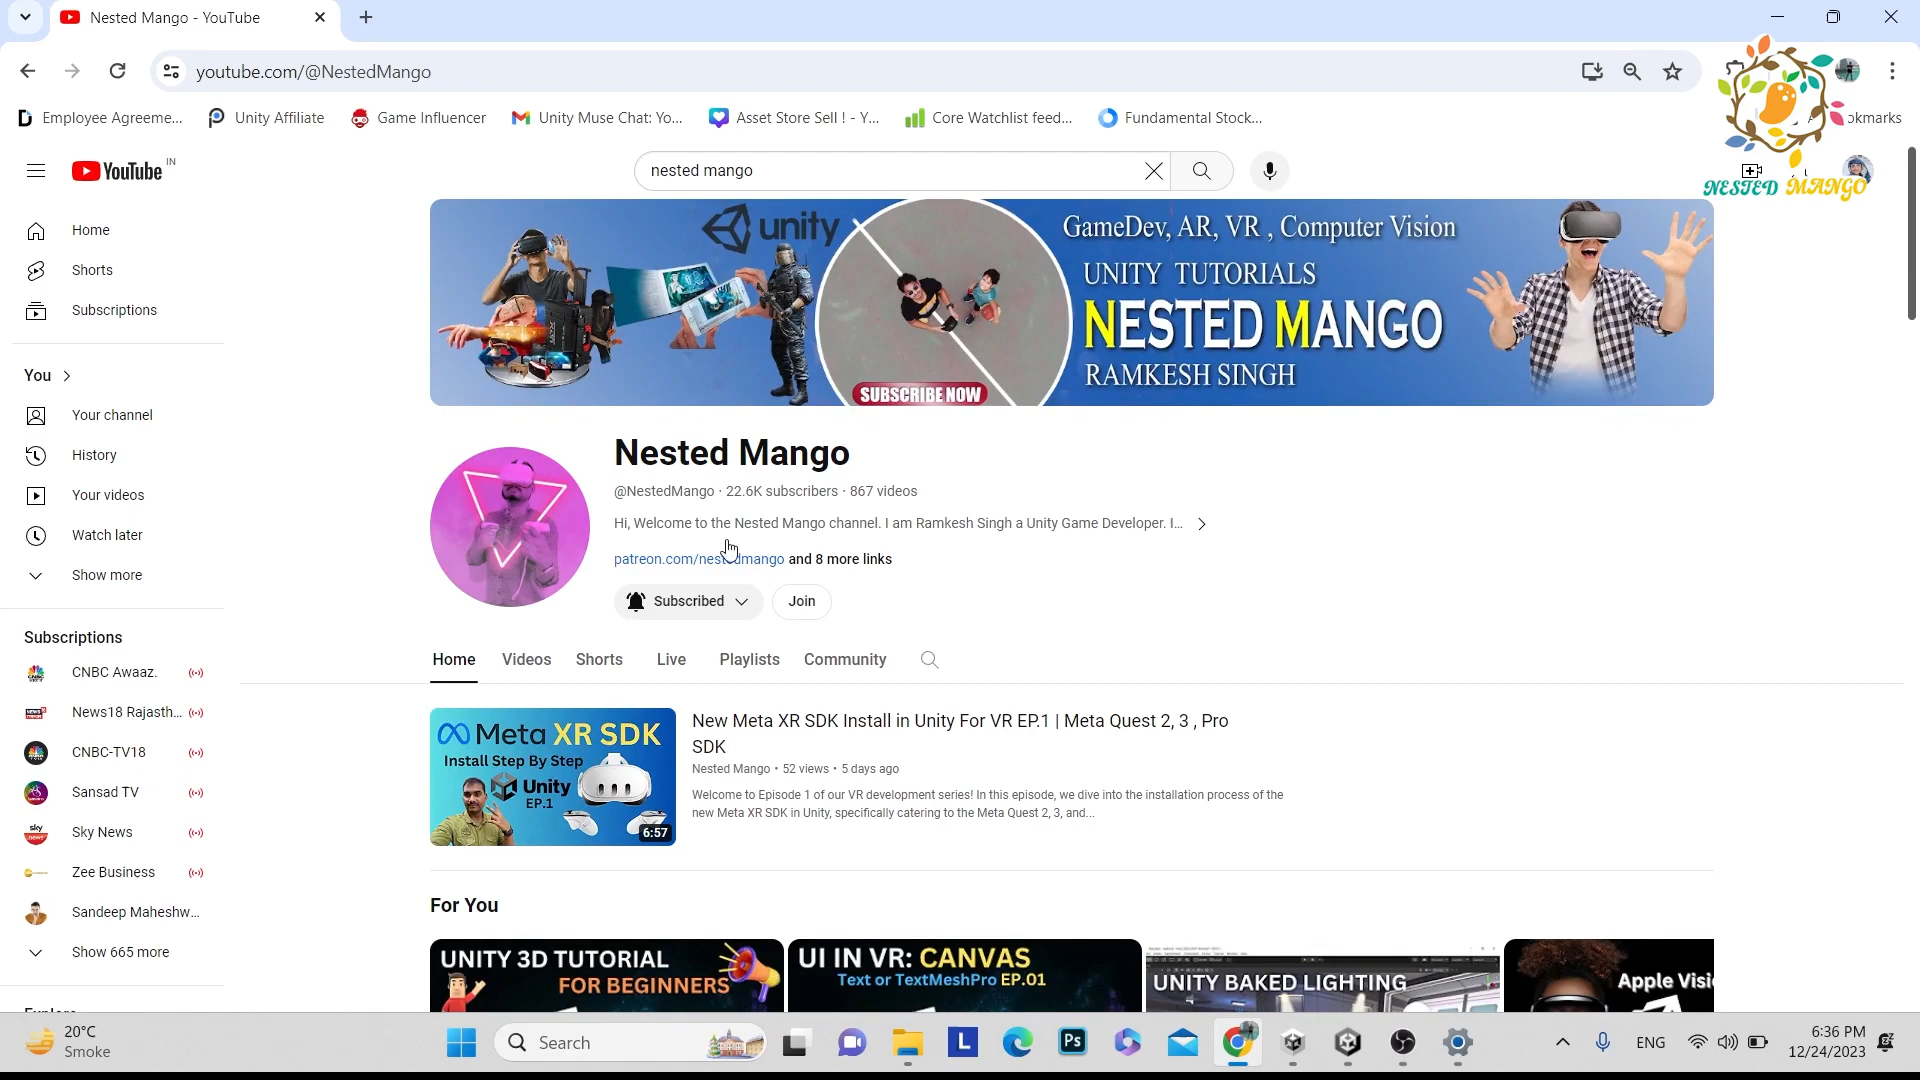 Nested Mango - YouTube
youtube.com/@NestedMango
Employee Agreeme...
Unity Affiliate
Game Influencer
Unity Muse Chat: Yo...
Asset Store Sell ! - Y...
Core Watchlist feed...
Fundamental Stock...
NESTED MANGO
YouTube IN
nested mango
unity
GameDev, AR, VR , Computer Vision
UNITY TUTORIALS
NESTED MANGO
RAMKESH SINGH
SUBSCRIBE NOW
Home
Shorts
Subscriptions
You
Your channel
History
Your videos
Watch later
Show more
Subscriptions
CNBC Awaaz.
News18 Rajasth...
CNBC-TV18
Sansad TV
Sky News
Zee Business
Sandeep Maheshw...
Show 665 more
Nested Mango
@NestedMango · 22.6K subscribers · 867 videos
Hi, Welcome to the Nested Mango channel. I am Ramkesh Singh a Unity Game Developer. I...
patreon.com/nestedmango and 8 more links
Subscribed
Join
Home Videos Shorts Live Playlists Community
Meta XR SDK
Install Step By Step
Unity
EP.1
6:57
New Meta XR SDK Install in Unity For VR EP.1 | Meta Quest 2, 3 , Pro
SDK
Nested Mango • 52 views • 5 days ago
Welcome to Episode 1 of our VR development series! In this episode, we dive into the installation process of the
new Meta XR SDK in Unity, specifically catering to the Meta Quest 2, 3, and...
For You
UNITY 3D TUTORIAL
FOR BEGINNERS
UI IN VR: CANVAS
Text or TextMeshPro EP.01
UNITY BAKED LIGHTING
Apple
20°C
Smoke
Search
L
Ps
ENG
6:36 PM
12/24/2023